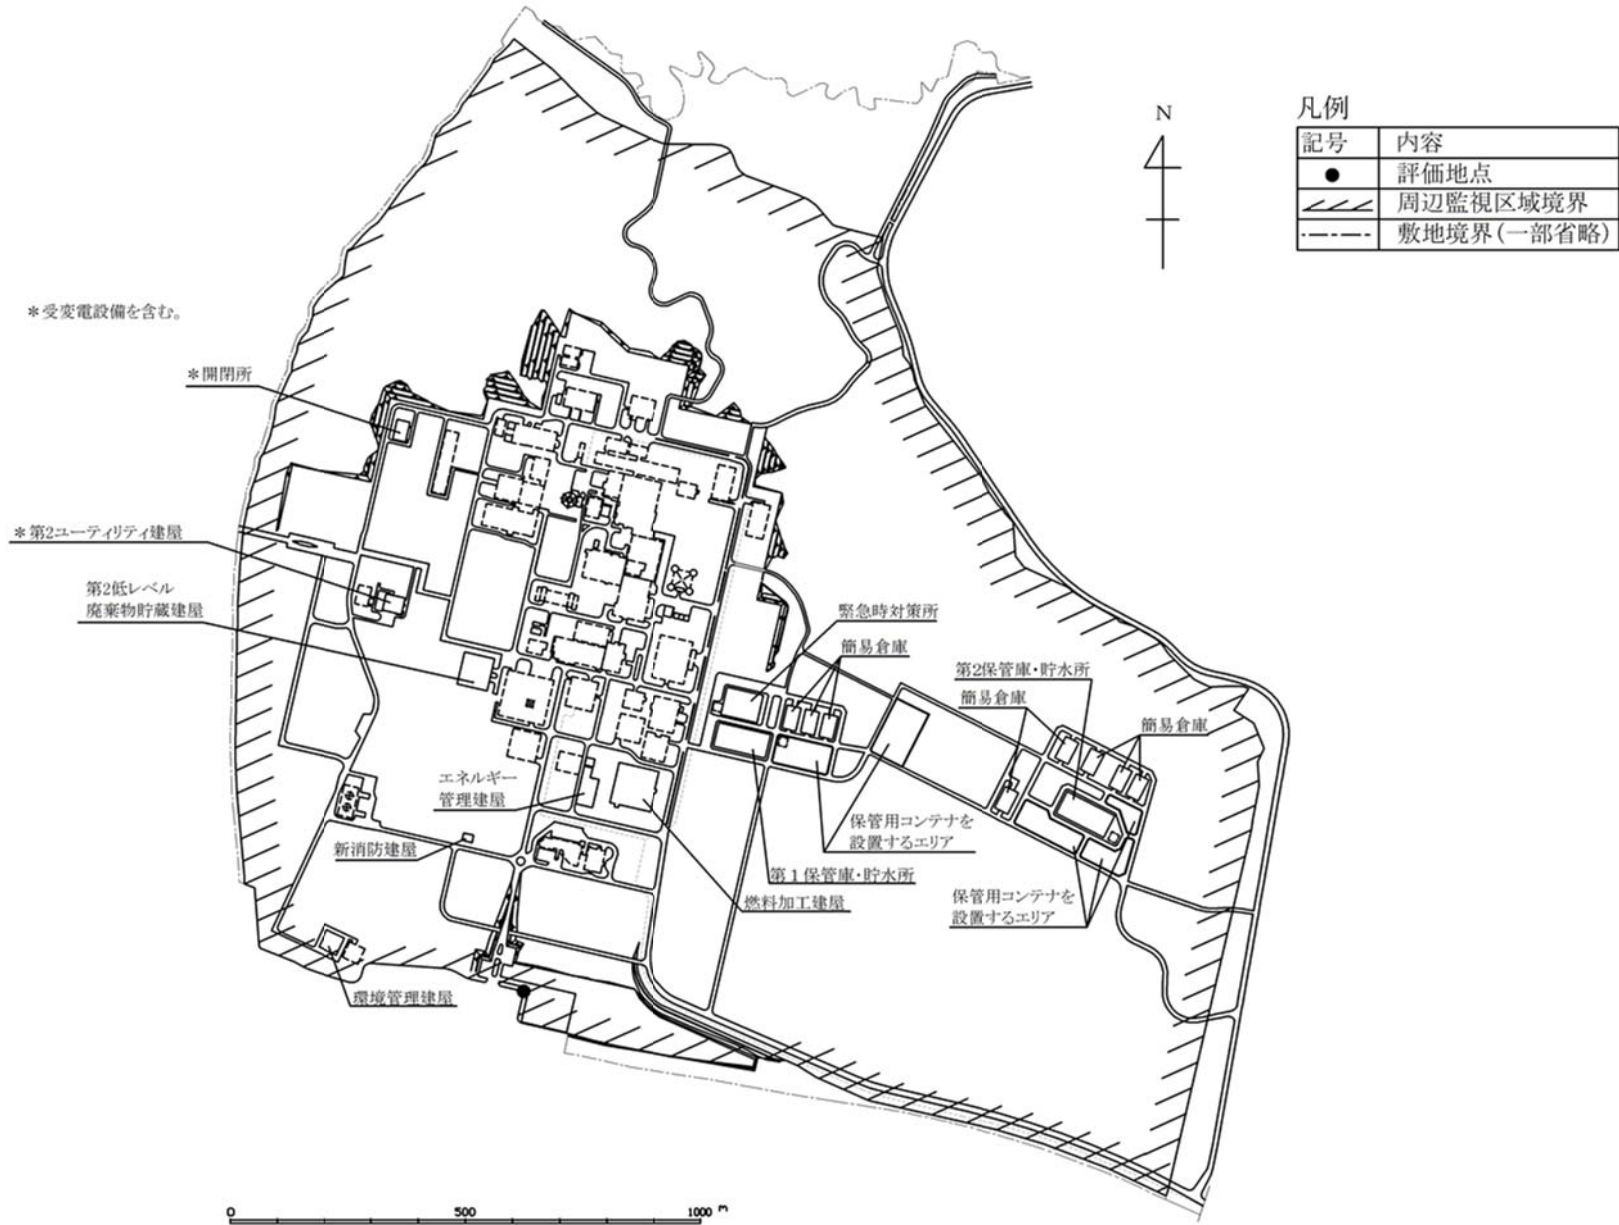 N
凡例
記号 内容
● 評価地点
周辺監視区域境界
敷地境界(一部省略)
*受変電設備を含む。
*開閉所
*第2ユーティリティ建屋
第2低レベル
廃棄物貯蔵建屋
緊急時対策所
簡易倉庫
第2保管庫・貯水所
簡易倉庫
簡易倉庫
エネルギー
管理建屋
保管用コンテナを
設置するエリア
新消防建屋
第1保管庫・貯水所
燃料加工建屋
保管用コンテナを
設置するエリア
環境管理建屋
0 500 1000 m